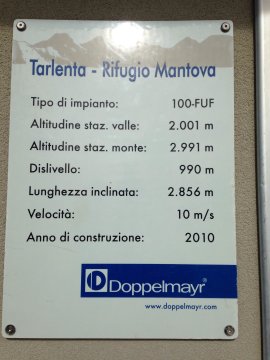 Tarlenta - Rifugio Mantova
Tipo di impianto: 100-FUF
Altitudine staz. valle: 2.001 m
Altitudine staz. monte: 2.991 m
Dislivello: 990 m
Lunghezza inclinata: 2.856 m
Velocità: 10 m/s
Anno di construzione: 2010
Doppelmayr®
www.doppelmayr.com